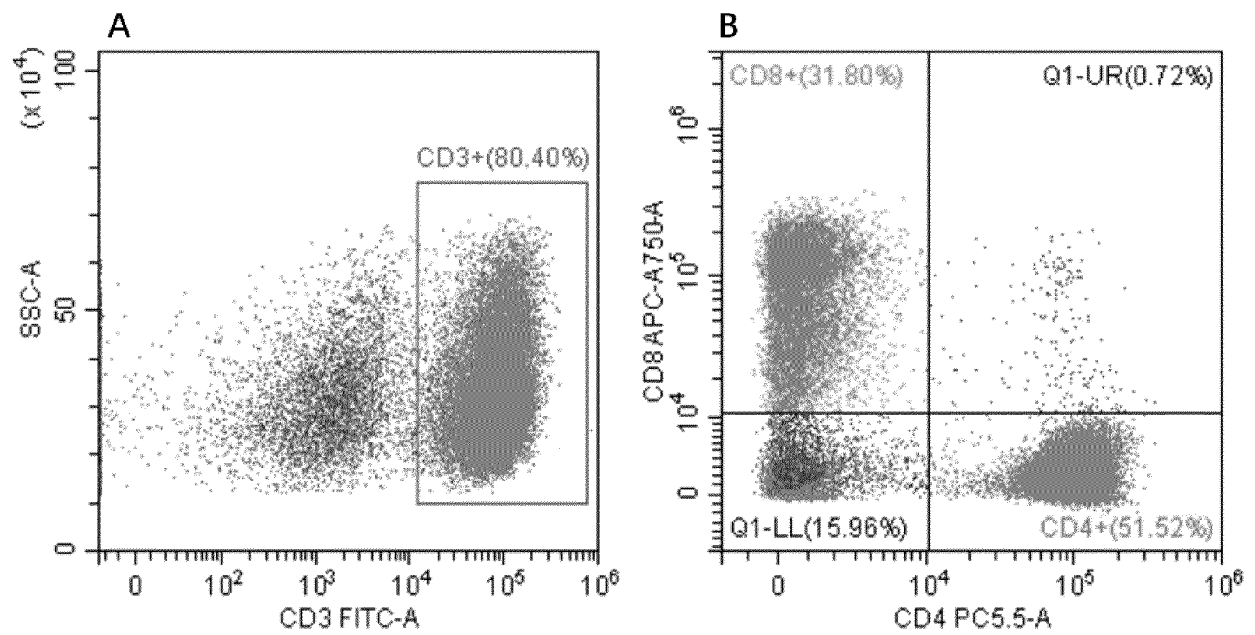 A
(x 10⁴)
100
50
0
SSC-A
CD3+(80.40%)
0 10² 10³ 10⁴ 10⁵ 10⁶
CD3 FITC-A
B
CD8+(31.80%) Q1-UR(0.72%)
10⁶
10⁵
10⁴
0
CD8 APC-A750-A
Q1-LL(15.96%) CD4+(51.52%)
0 10⁴ 10⁵ 10⁶
CD4 PC5.5-A